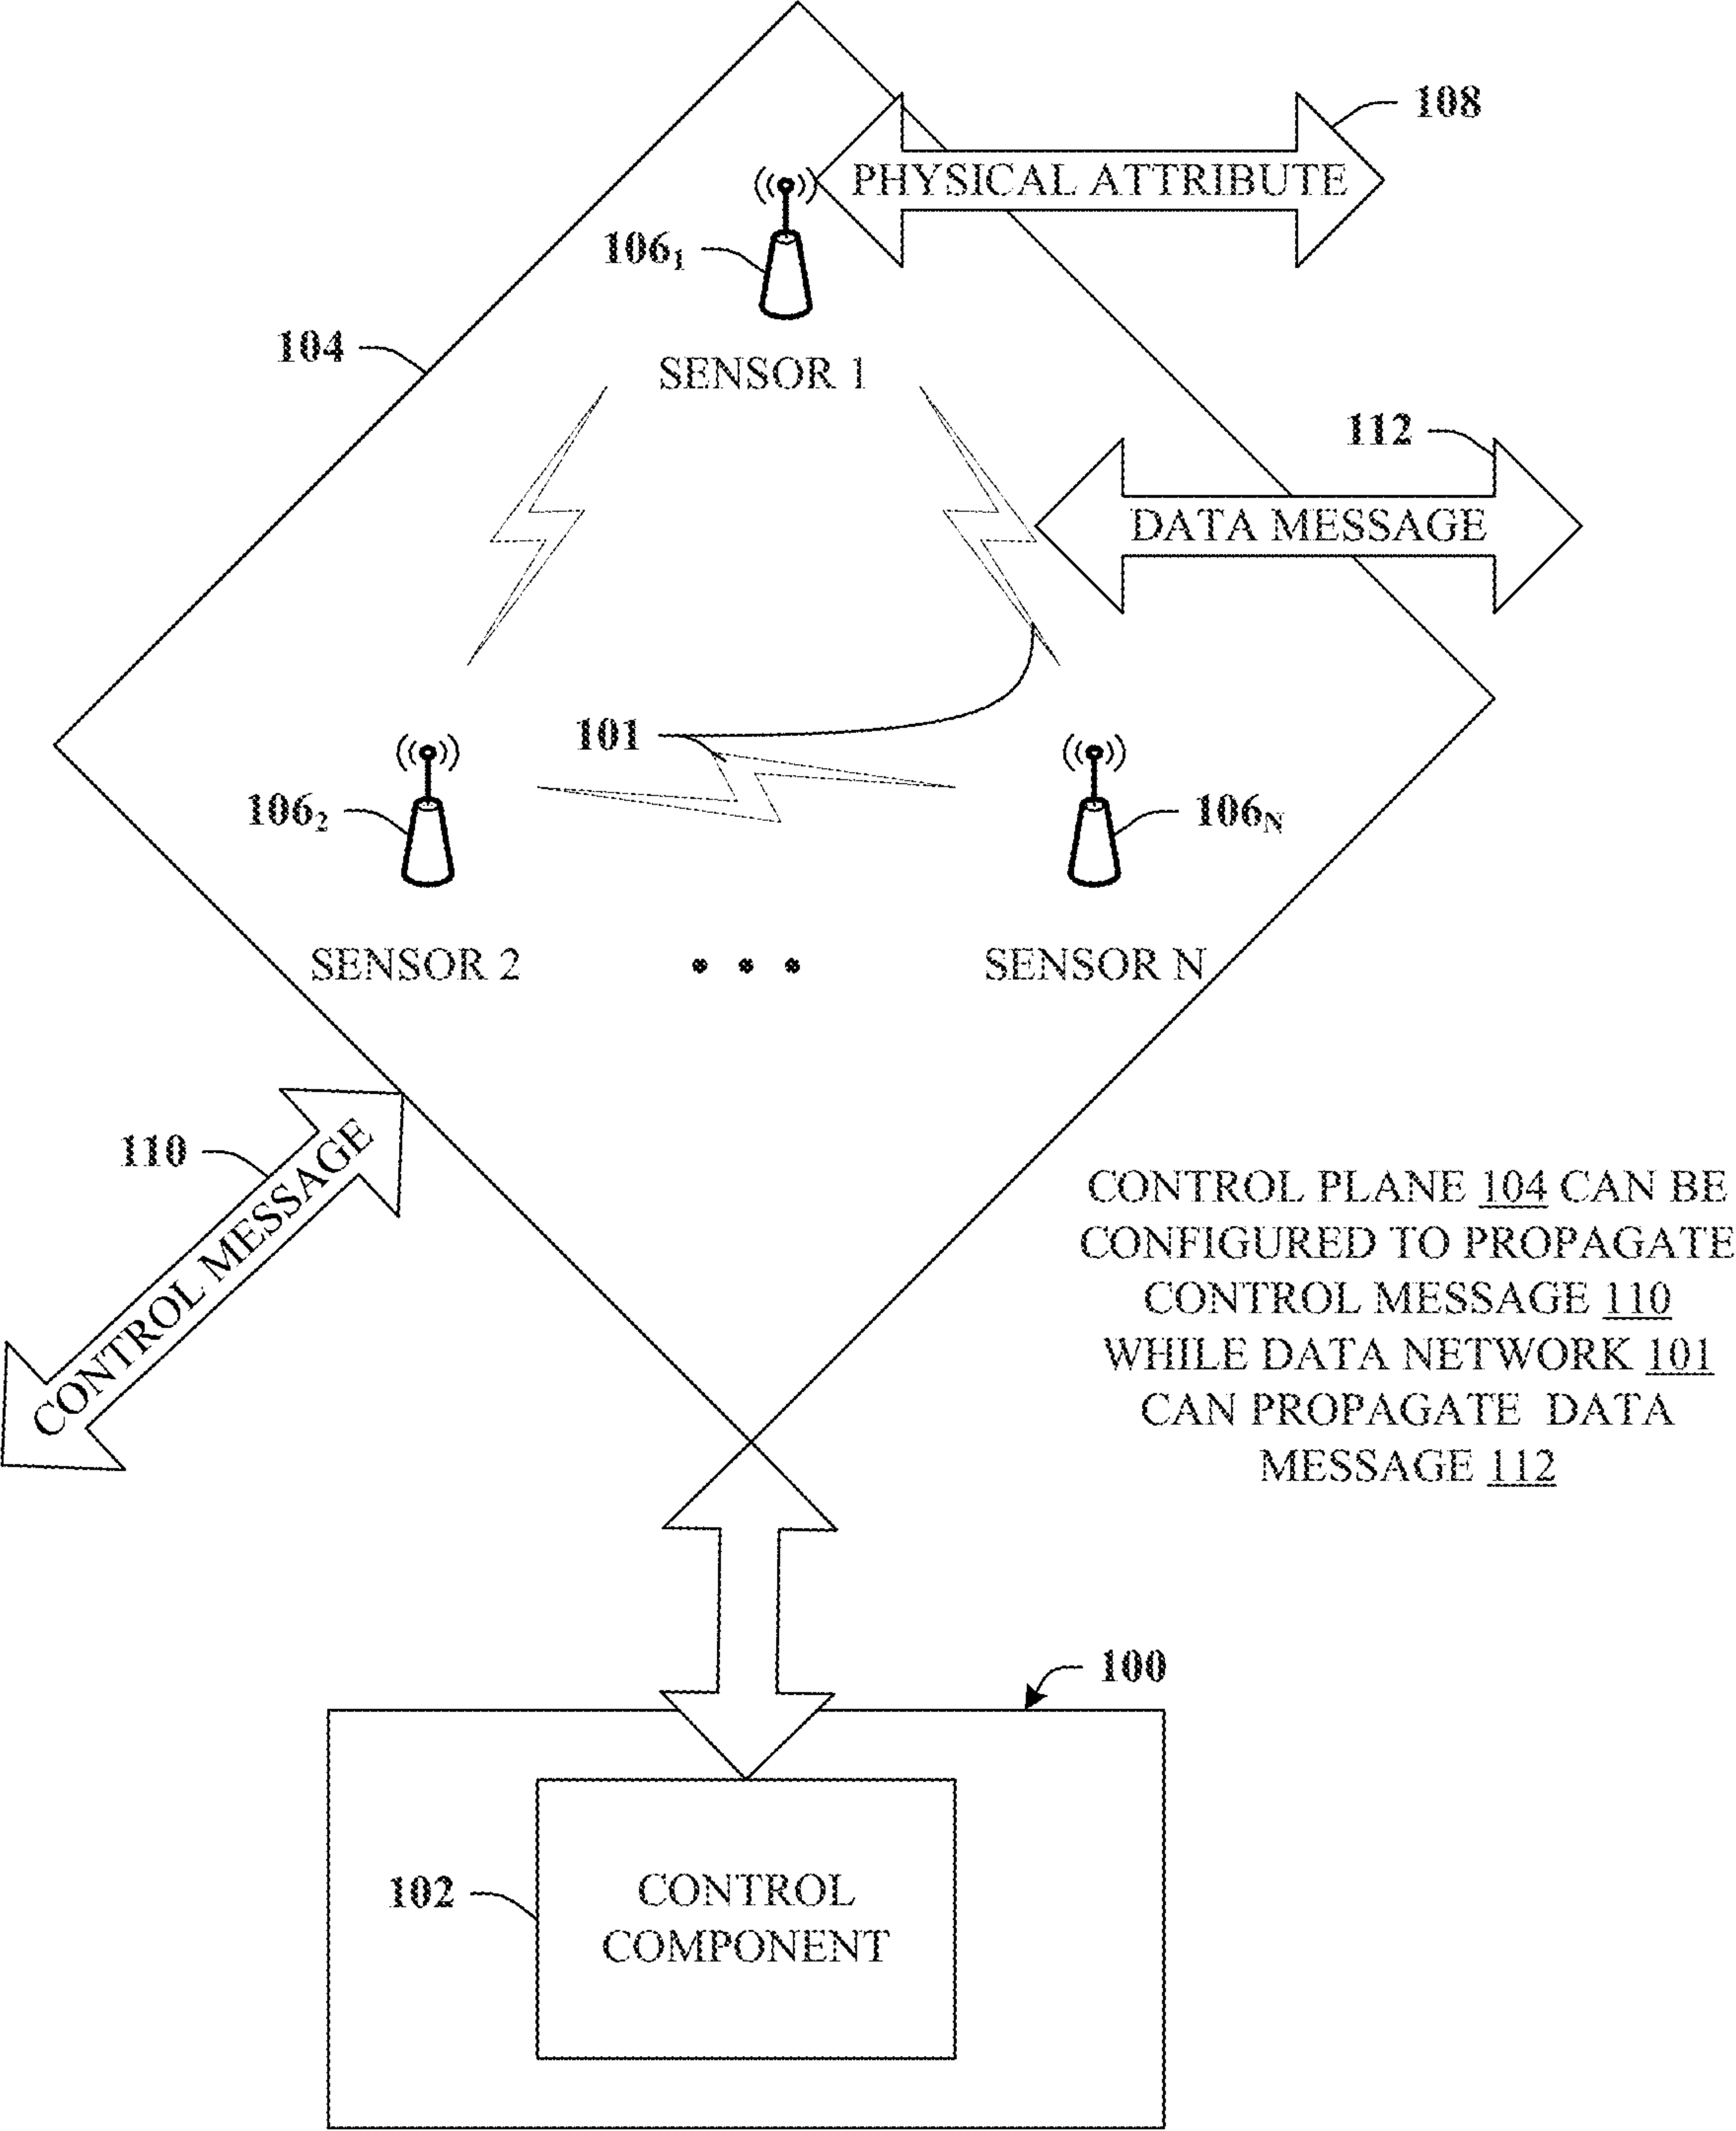 108
PHYSICAL ATTRIBUTE
106₁
104
SENSOR 1
112
DATA MESSAGE
101
106₂
106N
SENSOR 2
• • •
SENSOR N
110
CONTROL MESSAGE
CONTROL PLANE 104 CAN BE
CONFIGURED TO PROPAGATE
CONTROL MESSAGE 110
WHILE DATA NETWORK 101
CAN PROPAGATE DATA
MESSAGE 112
100
102
CONTROL
COMPONENT